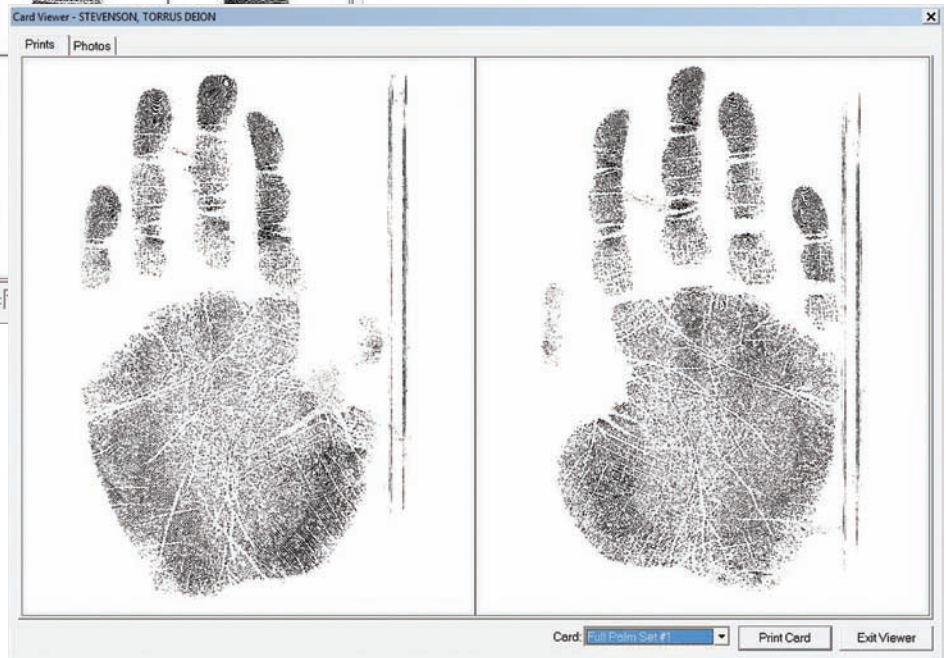 Card Viewer - STEVENSON, TORRUS DEION
Prints Photos
Card: Full Palm Set #1 Print Card Exit Viewer